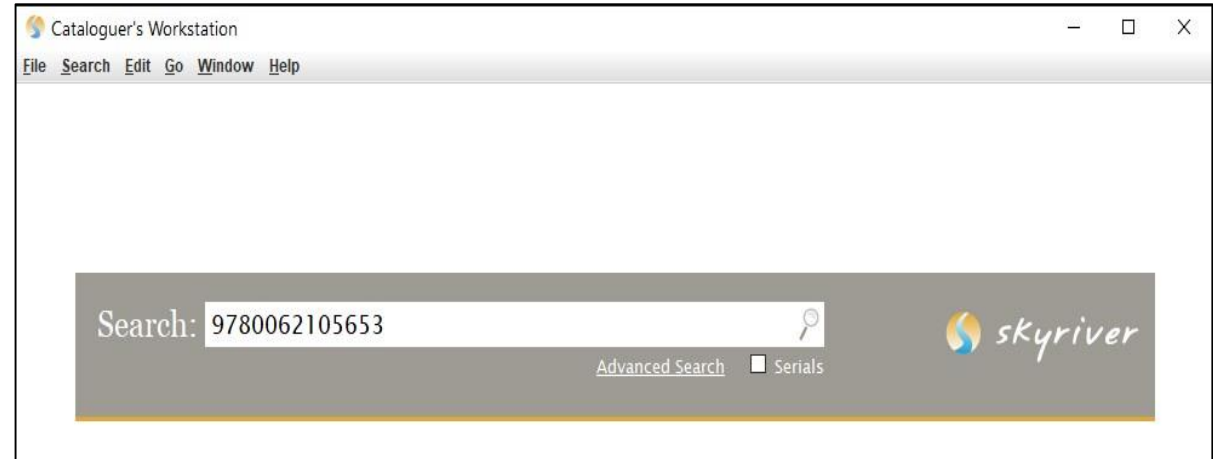 Cataloguer's Workstation
File Search Edit Go Window Help
Search: 9780062105653
skyriver
Advanced Search Serials